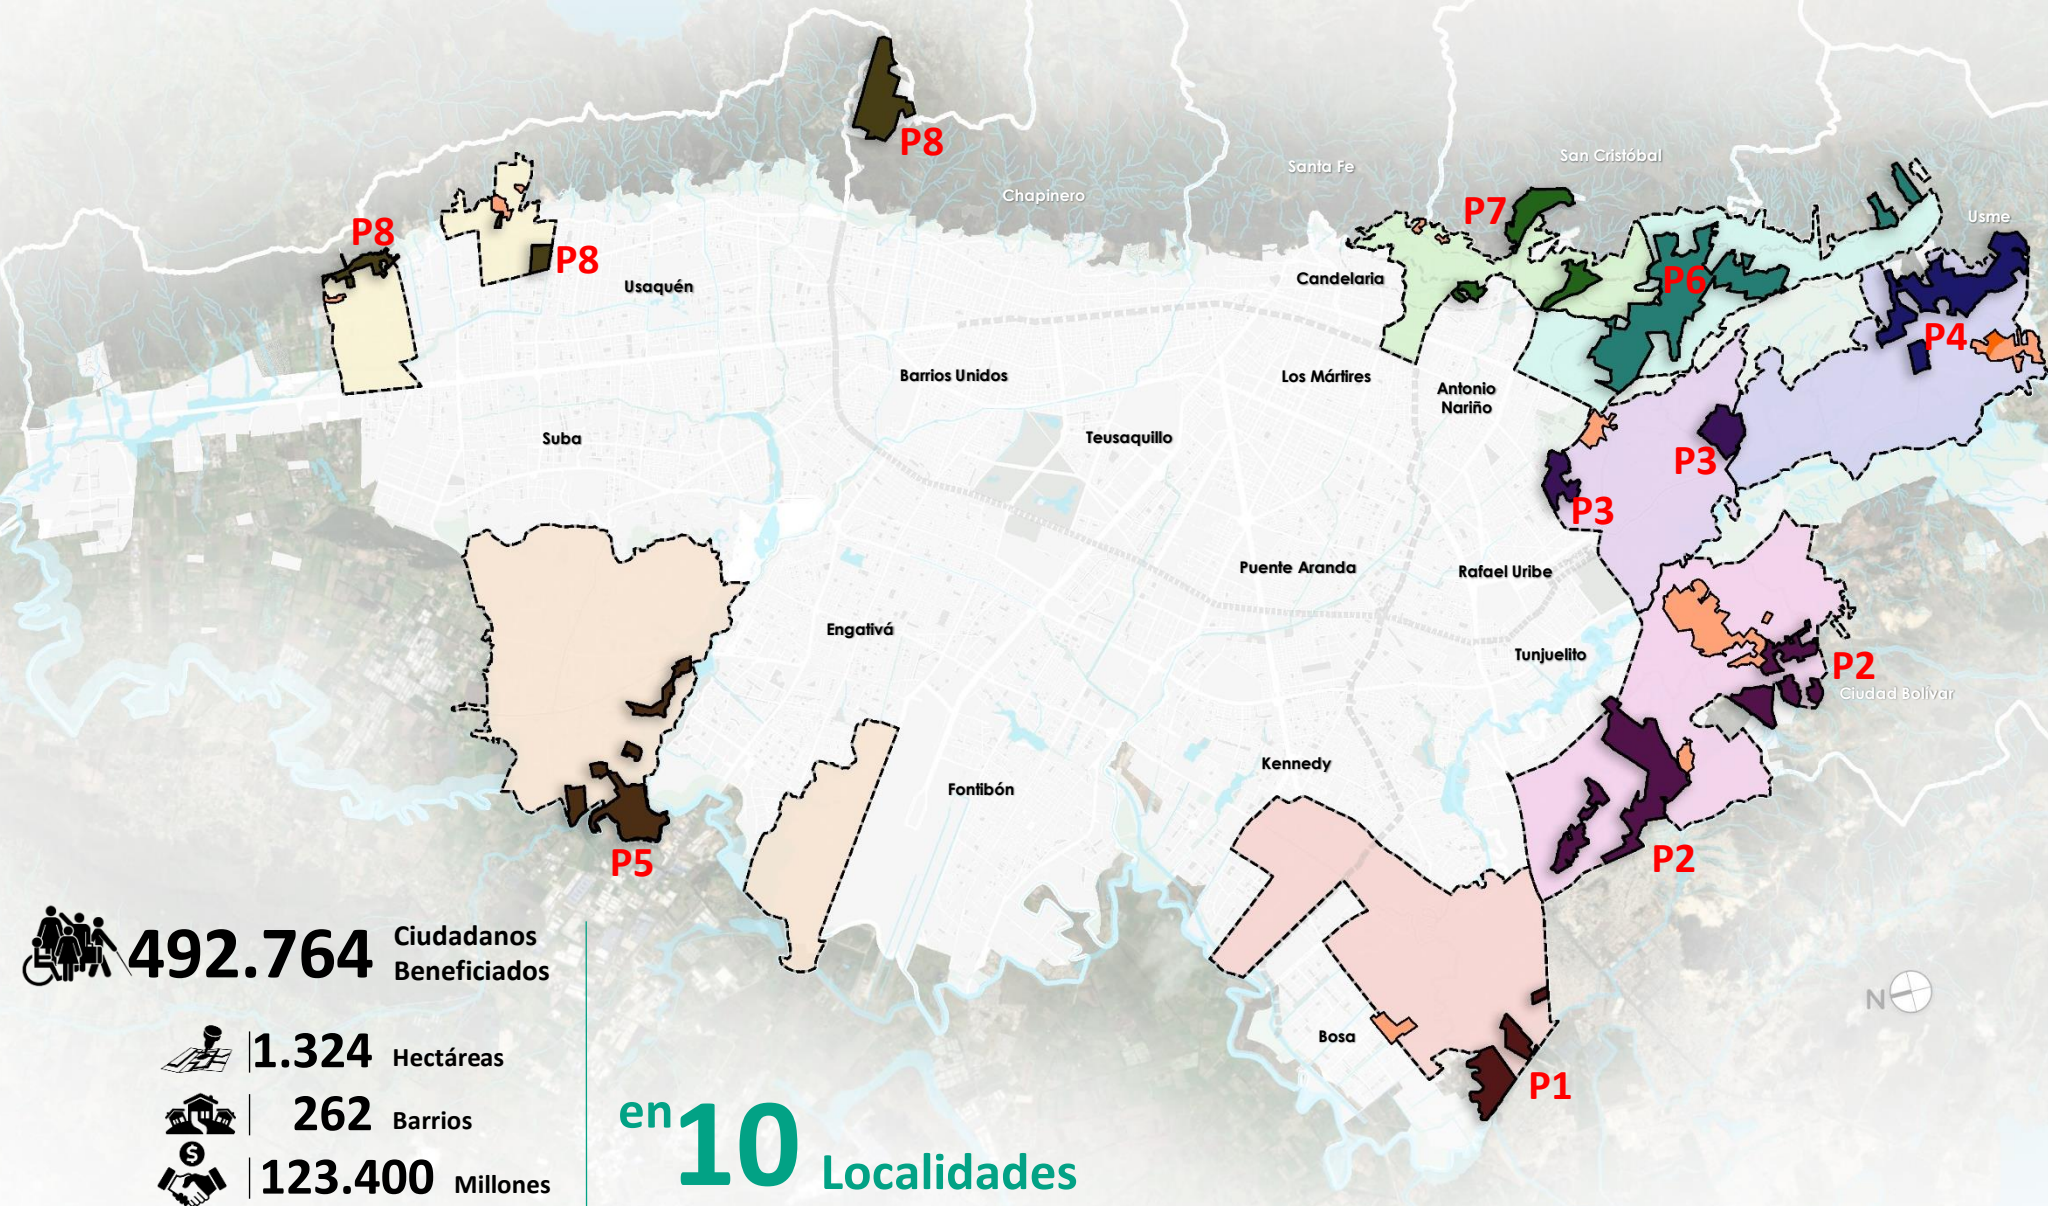 P8
Santa Fe
San Cristóbal
Chapinero
P7
Usme
P8
P8
Usaquén
Candelaria
P6
P4
Barrios Unidos
Los Mártires
Antonio
Nariño
Suba
Teusaquillo
P3
P3
Puente Aranda
Rafael Uribe
Engativá
Tunjuelito
P2
Ciudad Bolívar
Kennedy
Fontibón
P5
P2
492.764 Ciudadanos
Beneficiados
N
1.324 Hectáreas
Bosa
P1
262 Barrios
$
123.400 Millones
en 10 Localidades